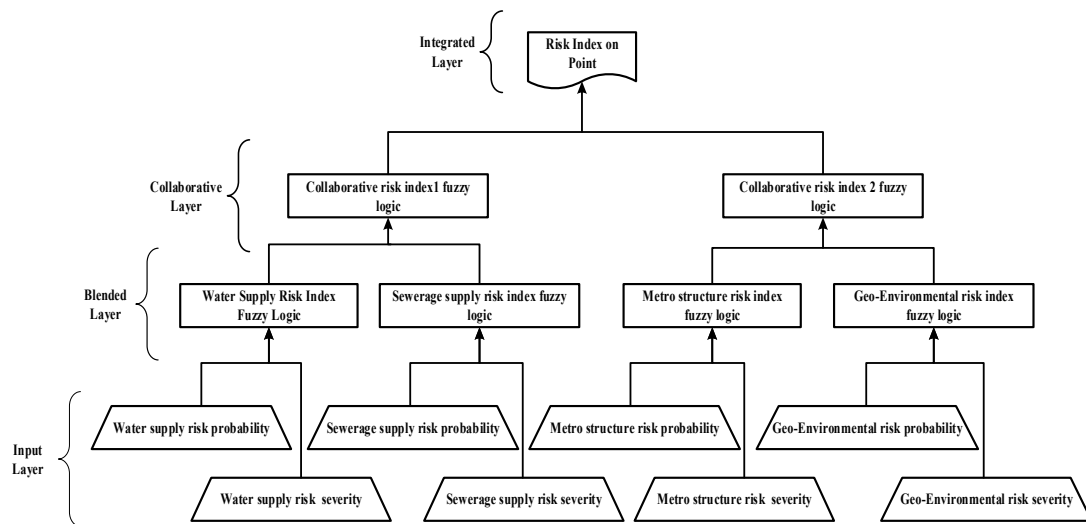 Integrated
Layer
Risk Index on
Point
Collaborative
Layer
Collaborative risk index1 fuzzy
logic
Collaborative risk index 2 fuzzy
logic
Blended
Layer
Water Supply Risk Index
Fuzzy Logic
Sewerage supply risk index fuzzy
logic
Metro structure risk index
fuzzy logic
Geo-Environmental risk index
fuzzy logic
Input
Layer
Water supply risk probability
Sewerage supply risk probability
Metro structure risk probability
Geo-Environmental risk probability
Water supply risk severity
Sewerage supply risk severity
Metro structure risk severity
Geo-Environmental risk severity